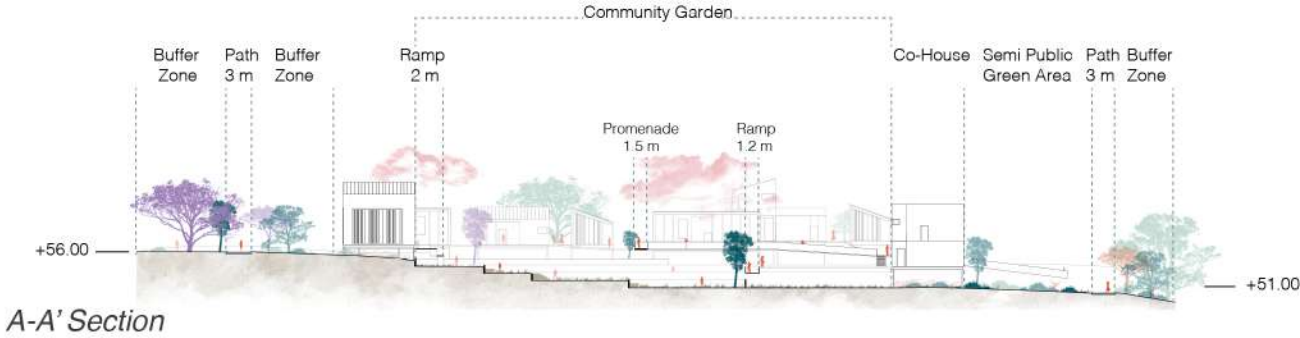 Community Garden
Buffer
Zone
Path
3 m
Buffer
Zone
Ramp
2 m
Co-House
Semi Public
Green Area
Path
3 m
Buffer
Zone
Promenade
1.5 m
Ramp
1.2 m
+56.00
+51.00
A-A' Section